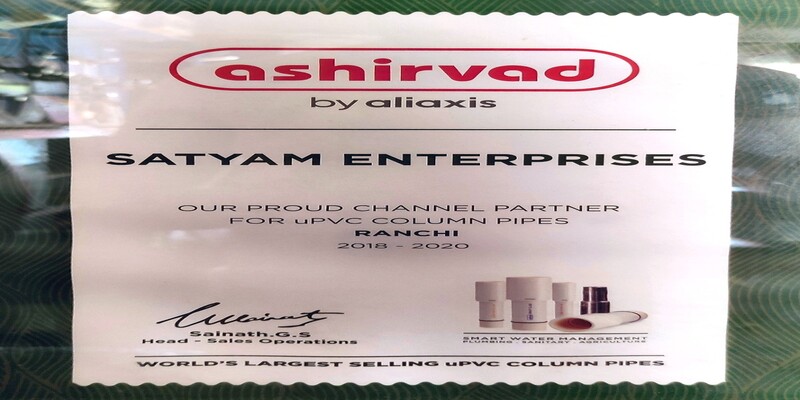 ashirvad
by aliaxis
SATYAM ENTERPRISES
OUR PROUD CHANNEL PARTNER
FOR uPVC COLUMN PIPES
RANCHI
2018 - 2020
Sainath.G.S
Head - Sales Operations
SMART WATER MANAGEMENT
PLUMBING - SANITARY - AGRICULTURE
WORLD'S LARGEST SELLING uPVC COLUMN PIPES